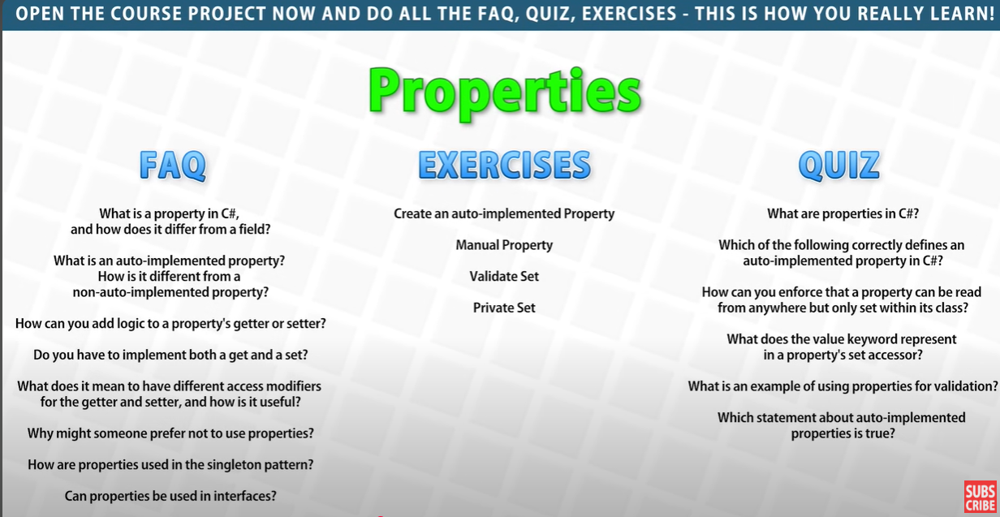 OPEN THE COURSE PROJECT NOW AND DO ALL THE FAQ, QUIZ, EXERCISES - THIS IS HOW YOU REALLY LEARN!
Properties
FAQ
What is a property in C#,
and how does it differ from a field?
What is an auto-implemented property?
How is it different from a
non-auto-implemented property?
How can you add logic to a property's getter or setter?
Do you have to implement both a get and a set?
What does it mean to have different access modifiers
for the getter and setter, and how is it useful?
Why might someone prefer not to use properties?
How are properties used in the singleton pattern?
Can properties be used in interfaces?
EXERCISES
Create an auto-implemented Property
Manual Property
Validate Set
Private Set
QUIZ
What are properties in C#?
Which of the following correctly defines an
auto-implemented property in C#?
How can you enforce that a property can be read
from anywhere but only set within its class?
What does the value keyword represent
in a property's set accessor?
What is an example of using properties for validation?
Which statement about auto-implemented
properties is true?
SUBS
CRIBE